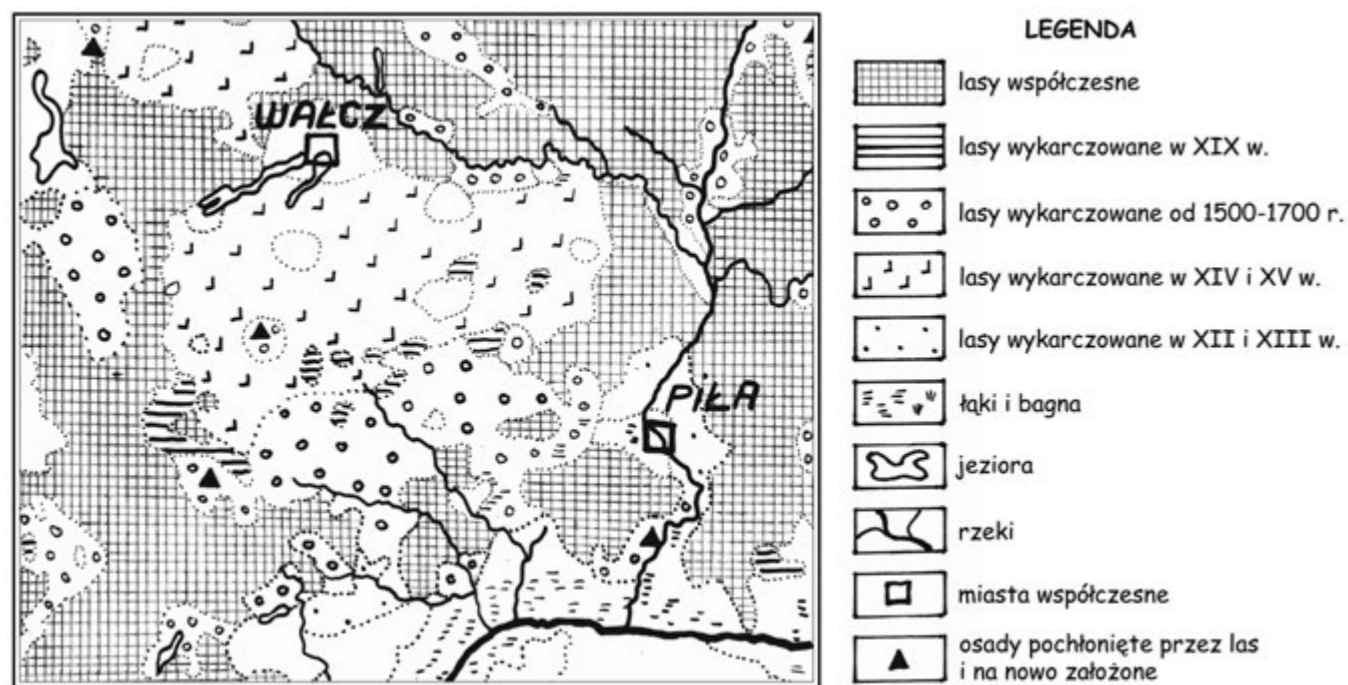 WAŁCZ
PIŁA
LEGENDA
lasy współczesne
lasy wykarczowane w XIX w.
lasy wykarczowane od 1500-1700 r.
lasy wykarczowane w XIV i XV w.
lasy wykarczowane w XII i XIII w.
łąki i bagna
jeziora
rzeki
miasta współczesne
osady pochłonięte przez las
i na nowo założone